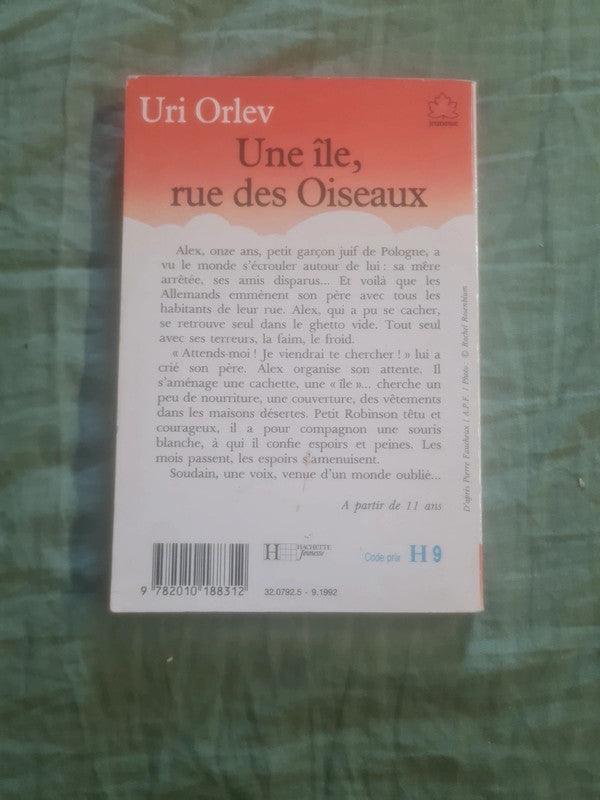 Uri Orlev
jeunesse
Une île,
rue des Oiseaux
Alex, onze ans, petit garçon juif de Pologne, a
vu le monde s'écrouler autour de lui : sa mère
arrêtée, ses amis disparus... Et voilà que les
Allemands emmènent son père avec tous les
habitants de leur rue. Alex, qui a pu se cacher,
se retrouve seul dans le ghetto vide. Tout seul
avec ses terreurs, la faim, le froid.
« Attends-moi ! Je viendrai te chercher ! » lui a
crié son père. Alex organise son attente. Il
s'aménage une cachette, une « île »... cherche un
peu de nourriture, une couverture, des vêtements
dans les maisons désertes. Petit Robinson têtu et
courageux, il a pour compagnon une souris
blanche, à qui il confie espoirs et peines. Les
mois passent, les espoirs s'amenuisent.
Soudain, une voix, venue d'un monde oublié...
A partir de 11 ans
D'après Pierre Faucheux / A.P.F. / Photo © Rachel Rosenblum
H HACHETTE
Jeunesse
Code prix H 9
9 782010 188312
32.0792.5 - 9.1992